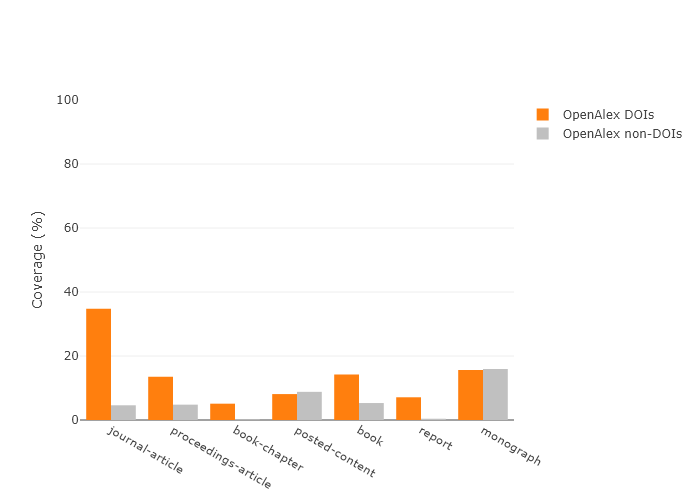 100
80
60
40
20
0
Coverage (%)
journal-article
proceedings-article
book-chapter
posted-content
book
report
monograph
OpenAlex DOIs
OpenAlex non-DOIs